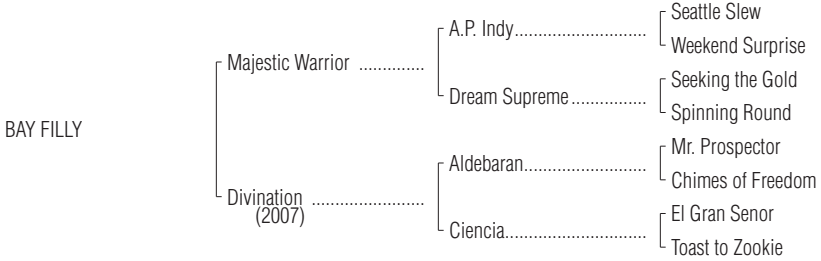 Seattle Slew
A.P. Indy..............................
Weekend Surprise
Majestic Warrior ...............
Seeking the Gold
Dream Supreme.................
Spinning Round
BAY FILLY
Mr. Prospector
Aldebaran............................
Chimes of Freedom
Divination ..........................
(2007)
El Gran Senor
Ciencia................................
Toast to Zookie